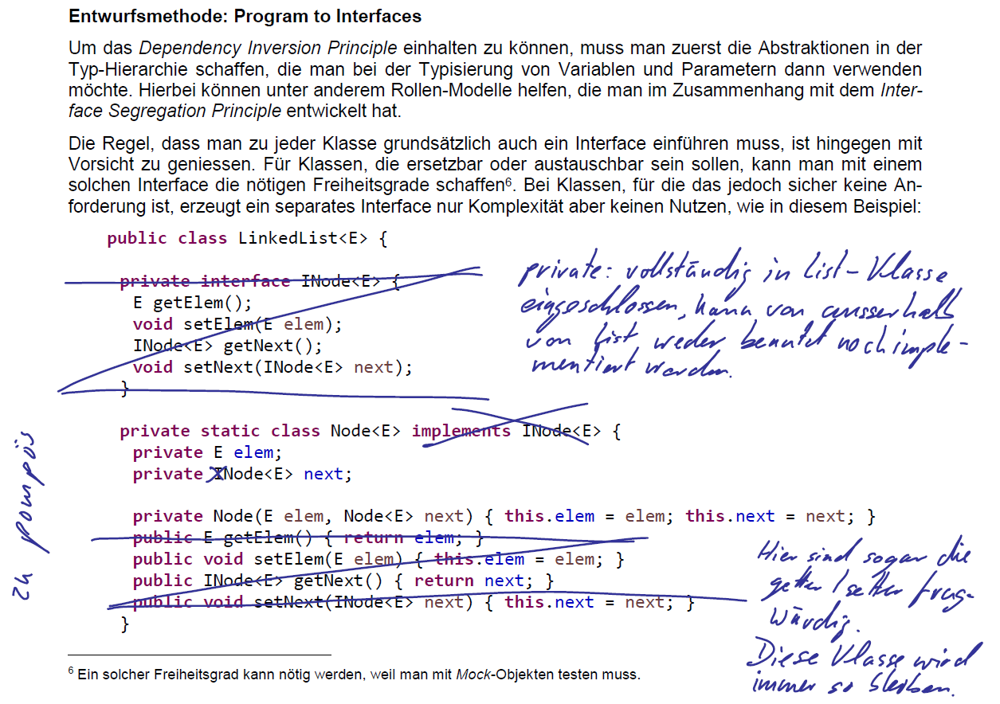 Entwurfsmethode: Program to Interfaces
Um das Dependency Inversion Principle einhalten zu können, muss man zuerst die Abstraktionen in der
Typ-Hierarchie schaffen, die man bei der Typisierung von Variablen und Parametern dann verwenden
möchte. Hierbei können unter anderem Rollen-Modelle helfen, die man im Zusammenhang mit dem Inter-
face Segregation Principle entwickelt hat.
Die Regel, dass man zu jeder Klasse grundsätzlich auch ein Interface einführen muss, ist hingegen mit
Vorsicht zu geniessen. Für Klassen, die ersetzbar oder austauschbar sein sollen, kann man mit einem
solchen Interface die nötigen Freiheitsgrade schaffen⁶. Bei Klassen, für die das jedoch sicher keine An-
forderung ist, erzeugt ein separates Interface nur Komplexität aber keinen Nutzen, wie in diesem Beispiel:
public class LinkedList<E> {
private interface INode<E> {
E getElem();
void setElem(E elem);
INode<E> getNext();
void setNext(INode<E> next);
}
private: vollständig in List-Klasse
eingeschlossen, kann von ausserhalb
von List weder benutzt noch imple-
mentiert werden.
private static class Node<E> implements INode<E> {
private E elem;
private INode<E> next;
private Node(E elem, Node<E> next) { this.elem = elem; this.next = next; }
public E getElem() { return elem; }
public void setElem(E elem) { this.elem = elem; }
public INode<E> getNext() { return next; }
public void setNext(INode<E> next) { this.next = next; }
}
zu pompös
Hier sind sogar die
getter / setter frag-
würdig.
Diese Klasse wird
immer so bleiben.
⁶ Ein solcher Freiheitsgrad kann nötig werden, weil man mit Mock-Objekten testen muss.